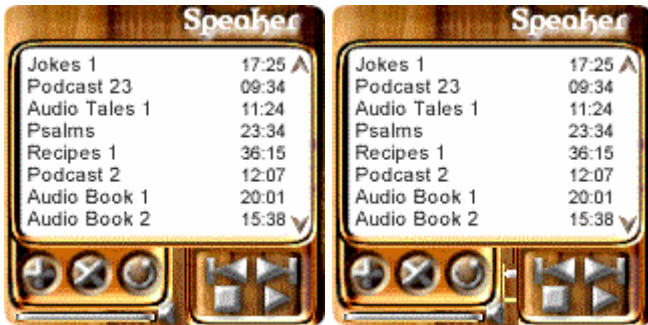 Speaker
Jokes 1 17:25
Podcast 23 09:34
Audio Tales 1 11:24
Psalms 23:34
Recipes 1 36:15
Podcast 2 12:07
Audio Book 1 20:01
Audio Book 2 15:38
Speaker
Jokes 1 17:25
Podcast 23 09:34
Audio Tales 1 11:24
Psalms 23:34
Recipes 1 36:15
Podcast 2 12:07
Audio Book 1 20:01
Audio Book 2 15:38